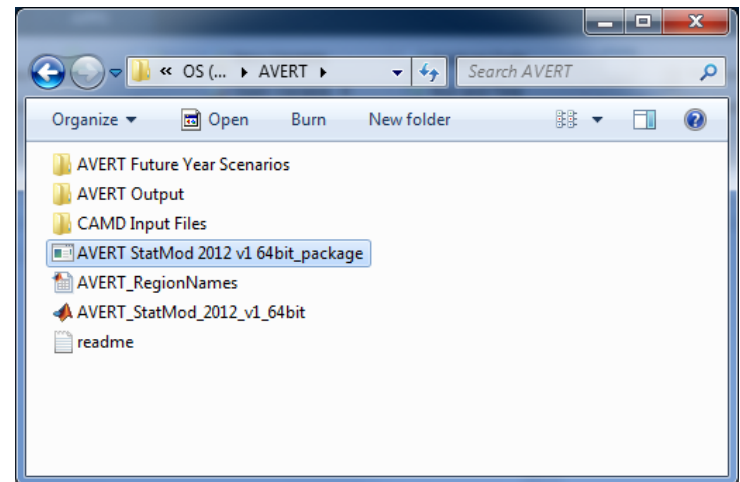 « OS (... ▸ AVERT ▸
Search AVERT
Organize ▾ Open Burn New folder
AVERT Future Year Scenarios
AVERT Output
CAMD Input Files
AVERT StatMod 2012 v1 64bit_package
AVERT_RegionNames
AVERT_StatMod_2012_v1_64bit
readme